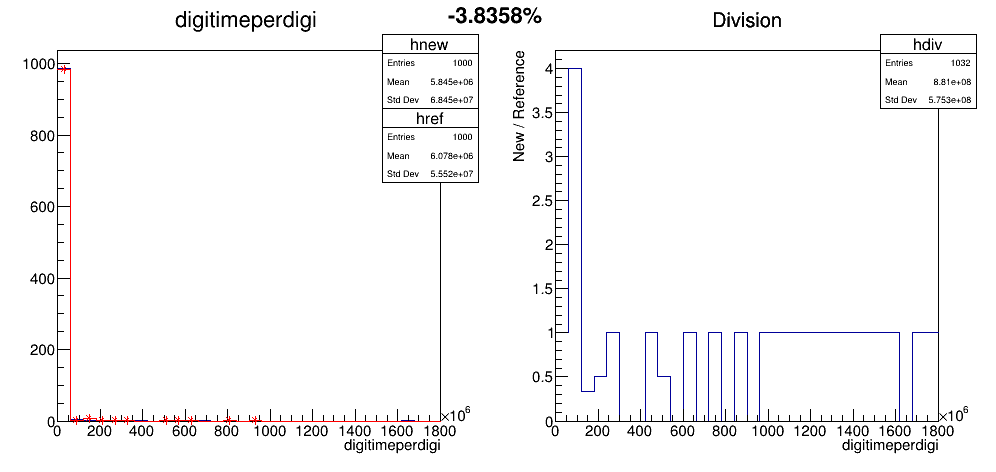 -3.8358%
digitimeperdigi
hnew
Entries 1000
Mean 5.845e+06
Std Dev 6.845e+07
href
Entries 1000
Mean 6.078e+06
Std Dev 5.552e+07
1000
800
600
400
200
0
0 200 400 600 800 1000 1200 1400 1600 1800
×10⁶
digitimeperdigi
Division
hdiv
Entries 1032
Mean 8.81e+08
Std Dev 5.753e+08
New / Reference
4
3.5
3
2.5
2
1.5
1
0.5
0
0 200 400 600 800 1000 1200 1400 1600 1800
×10⁶
digitimeperdigi